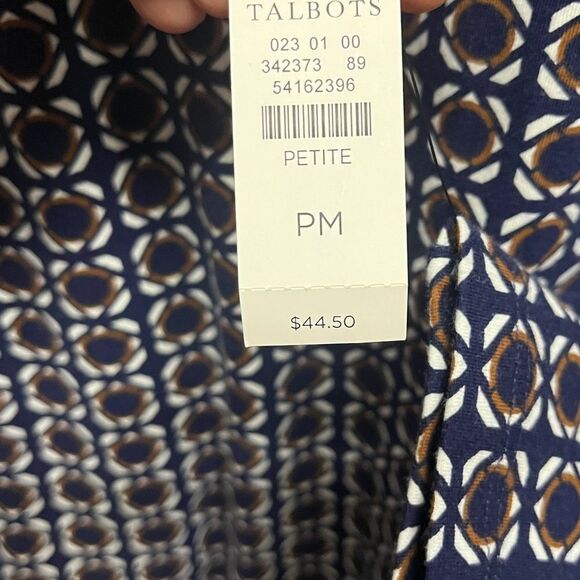 TALBOTS
023 01 00
342373 89
54162396
PETITE
PM
$44.50